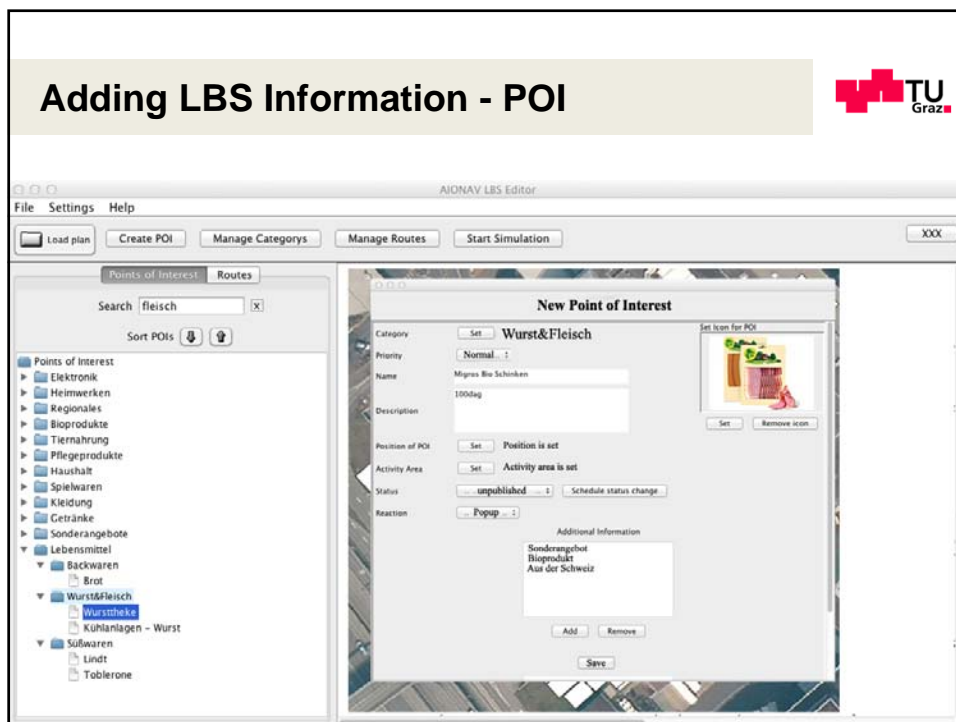 Adding LBS Information - POI
TU
Graz
AIONAV LBS Editor
File Settings Help
Load plan Create POI Manage Categorys Manage Routes Start Simulation XXX
Points of Interest Routes
Search fleisch X
Sort POIs
Points of Interest
Elektronik
Heimwerken
Regionales
Bioprodukte
Tiernahrung
Pflegeprodukte
Haushalt
Spielwaren
Kleidung
Getränke
Sonderangebote
Lebensmittel
Backwaren
Brot
Wurst&Fleisch
Wursttheke
Kühlanlagen - Wurst
Süßwaren
Lindt
Toblerone
New Point of Interest
Category Set Wurst&Fleisch
Priority Normal
Name Migros Bio Schinken
Description 100dag
Position of POI Set Position is set
Activity Area Set Activity area is set
Status unpublished Schedule status change
Reaction Popup
Set Icon for POI
Set Remove icon
Additional Information
Sonderangebot
Bioprodukt
Aus der Schweiz
Add Remove
Save